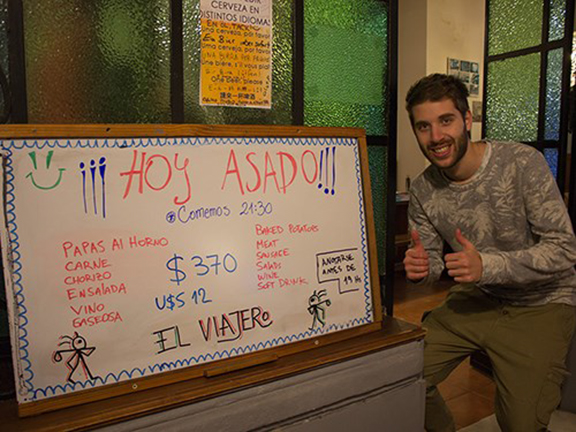 CERVEZA EN
DISTINTOS IDIOMAS
¡¡¡ HOY ASADO!!!
Comemos 21:30
PAPAS Al HORNO
CARNE
CHORIZO
ENSALADA
VINO
GASEOSA
$370
U$S 12
BAKED POTATOES
MEAT
SAUSAGE
SALADS
WINE
SOFT DRINK
ANOTARSE
ANTES DE
19 Hs
EL VIAJERO